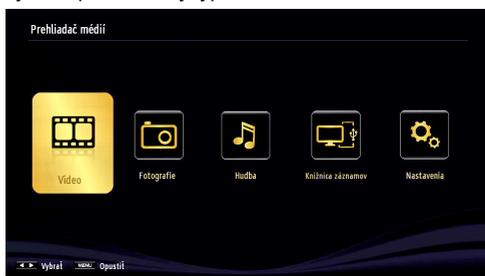 Prehliadač médií
Video
Fotografie
Hudba
Knižnica záznamov
Nastavenia
Vybrať MENU Opustiť